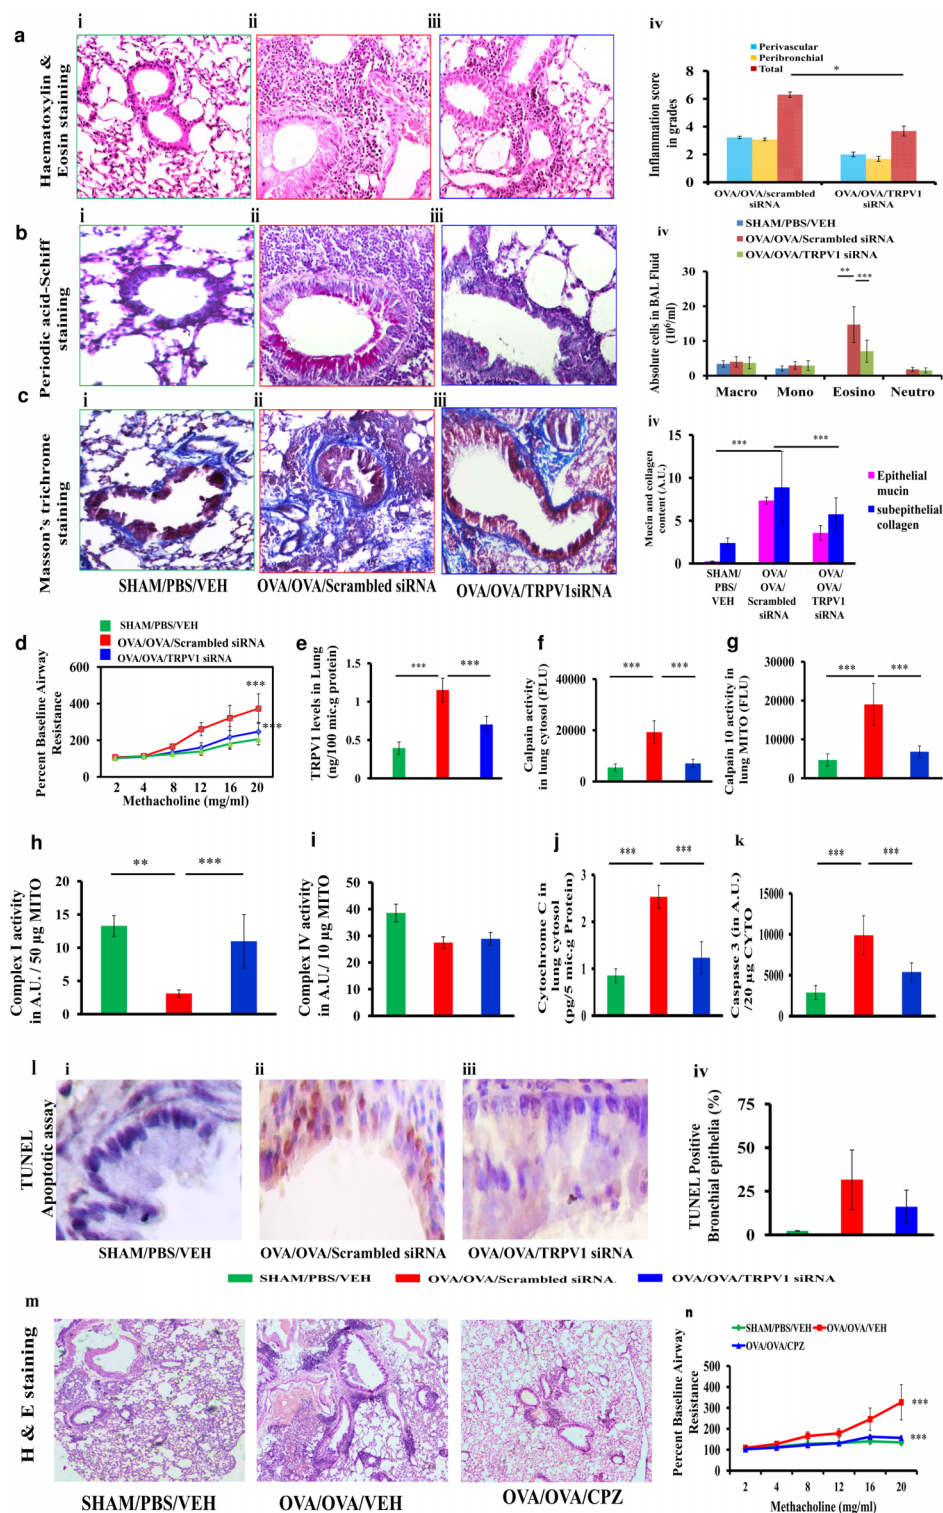 a
i
ii
iii
iv
Haematoxylin &
Eosin staining
Perivascular
Peribronchial
Total
*
Inflammation score
in grades
8
6
4
2
0
OVA/OVA/scrambled
siRNA
OVA/OVA/TRPV1
siRNA
b
i
ii
iii
iv
Periodic acid-Schiff
staining
SHAM/PBS/VEH
OVA/OVA/Scrambled siRNA
OVA/OVA/TRPV1 siRNA
** ***
Absolute cells in BAL Fluid
(10⁶/ml)
30
20
10
0
Macro Mono Eosino Neutro
c
i
ii
iii
iv
Masson's trichrome
staining
SHAM/PBS/VEH
OVA/OVA/Scrambled siRNA
OVA/OVA/TRPV1siRNA
Mucin and collagen
content (A.U.)
15
10
5
0
*** ***
Epithelial
mucin
subepithelial
collagen
SHAM/
PBS/
VEH
OVA/
OVA/
Scrambled
siRNA
OVA/
OVA/
TRPV1
siRNA
d
SHAM/PBS/VEH
OVA/OVA/Scrambled siRNA
OVA/OVA/TRPV1 siRNA
Percent Baseline Airway
Resistance
600
400
200
0
***
***
2 4 8 12 16 20
Methacholine (mg/ml)
e
TRPV1 levels in Lung
(ng/100 mic.g protein)
1.5
1
0.5
0
*** ***
f
Calpain activity
in lung cytosol (FLU)
40000
20000
0
*** ***
g
Calpain 10 activity in
lung MITO (FLU)
30000
20000
10000
0
*** ***
h
Complex I activity
in A.U. / 50 µg MITO
20
15
10
5
0
** ***
i
Complex IV activity
in A.U./ 10 µg MITO
50
40
30
20
10
0
j
Cytochrome C in
lung cytosol
(pg/5 mic.g Protein)
3
2
1
0
*** ***
k
Caspase 3 (in A.U.)
/20 µg CYTO
15000
10000
5000
0
*** ***
l
i
ii
iii
iv
TUNEL
Apoptotic assay
SHAM/PBS/VEH
OVA/OVA/Scrambled siRNA
OVA/OVA/TRPV1 siRNA
TUNEL Positive
Bronchial epithelia (%)
75
50
25
0
SHAM/PBS/VEH
OVA/OVA/Scrambled siRNA.
OVA/OVA/TRPV1 siRNA
m
H & E staining
SHAM/PBS/VEH
OVA/OVA/VEH
OVA/OVA/CPZ
n
SHAM/PBS/VEH
OVA/OVA/VEH
OVA/OVA/CPZ
Percent Baseline Airway
Resistance
500
400
300
200
100
0
***
***
2 4 8 12 16 20
Methacholine (mg/ml)